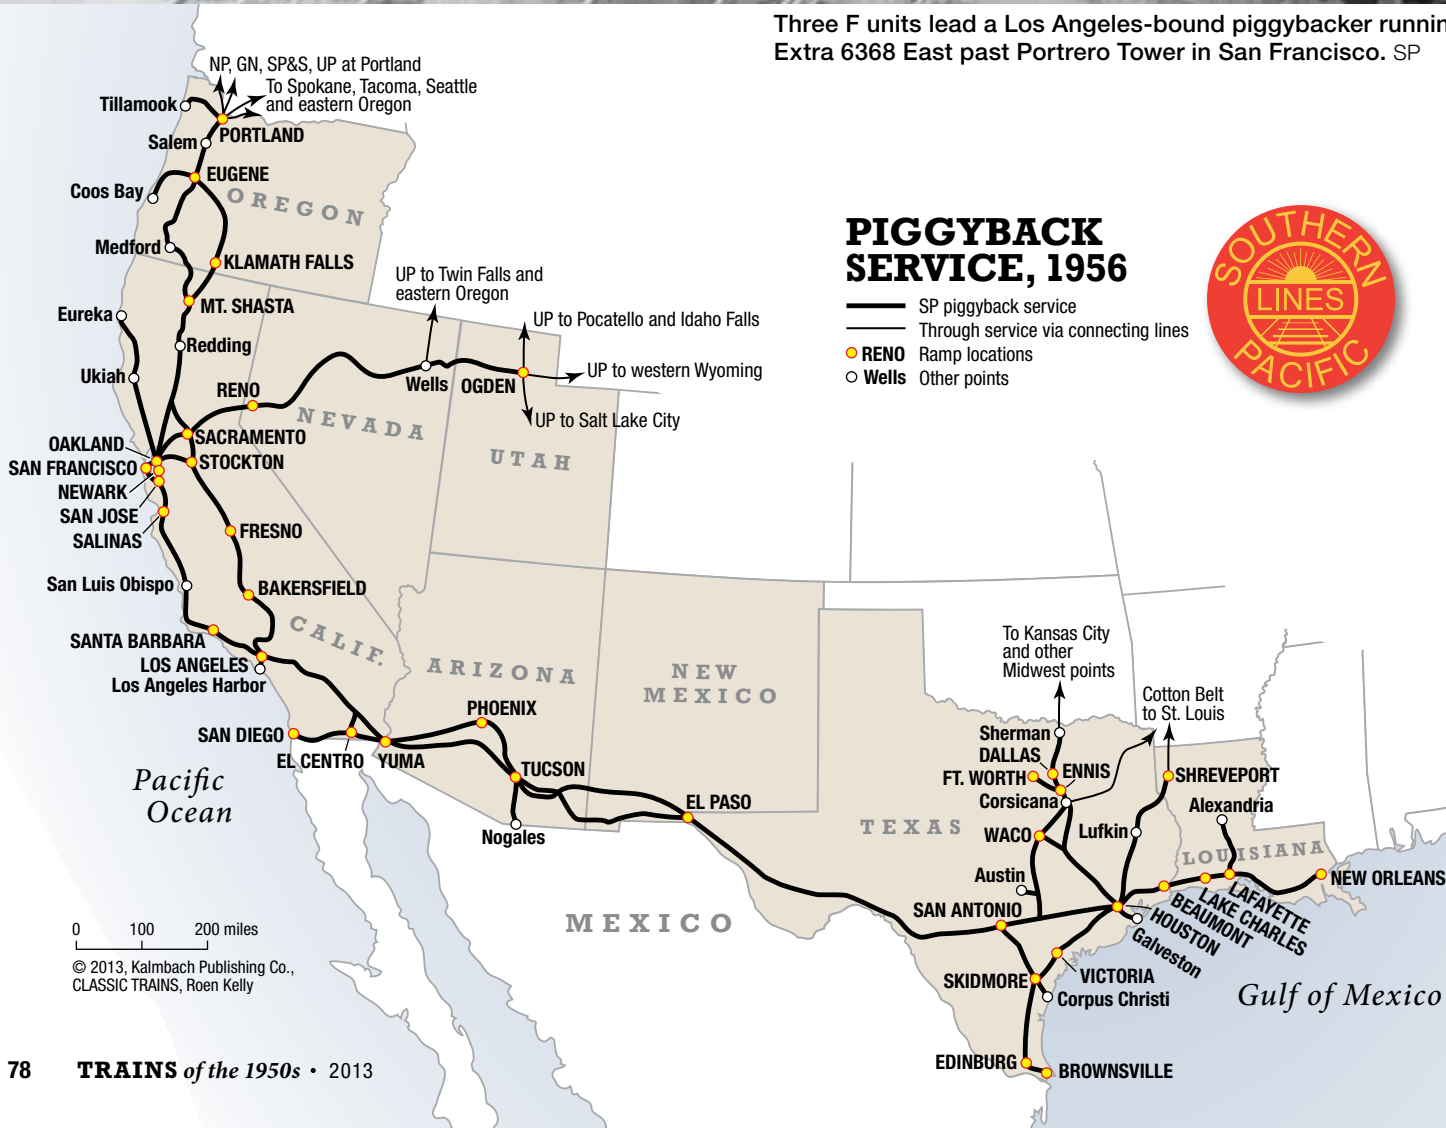 Three F units lead a Los Angeles-bound piggybacker runnin
Extra 6368 East past Portrero Tower in San Francisco. SP
NP, GN, SP&S, UP at Portland
To Spokane, Tacoma, Seattle
and eastern Oregon
Tillamook
PORTLAND
Salem
EUGENE
Coos Bay
OREGON
Medford
KLAMATH FALLS
MT. SHASTA
Eureka
Redding
Ukiah
UP to Twin Falls and
eastern Oregon
UP to Pocatello and Idaho Falls
UP to western Wyoming
UP to Salt Lake City
Wells
OGDEN
RENO
NEVADA
UTAH
PIGGYBACK
SERVICE, 1956
SP piggyback service
Through service via connecting lines
RENO Ramp locations
Wells Other points
SOUTHERN
LINES
PACIFIC
OAKLAND
SACRAMENTO
SAN FRANCISCO
STOCKTON
NEWARK
SAN JOSE
SALINAS
FRESNO
San Luis Obispo
BAKERSFIELD
SANTA BARBARA
CALIF.
LOS ANGELES
Los Angeles Harbor
ARIZONA
NEW
MEXICO
PHOENIX
SAN DIEGO
EL CENTRO
YUMA
TUCSON
Nogales
EL PASO
Pacific
Ocean
To Kansas City
and other
Midwest points
Cotton Belt
to St. Louis
Sherman
DALLAS
FT. WORTH
ENNIS
Corsicana
SHREVEPORT
Alexandria
TEXAS
WACO
Lufkin
LOUISIANA
Austin
NEW ORLEANS
SAN ANTONIO
LAFAYETTE
LAKE CHARLES
BEAUMONT
HOUSTON
Galveston
MEXICO
VICTORIA
SKIDMORE
Corpus Christi
Gulf of Mexico
EDINBURG
BROWNSVILLE
0 100 200 miles
© 2013, Kalmbach Publishing Co.,
CLASSIC TRAINS, Roen Kelly
78 TRAINS of the 1950s • 2013